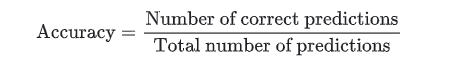 Accuracy = Number of correct predictions
Total number of predictions